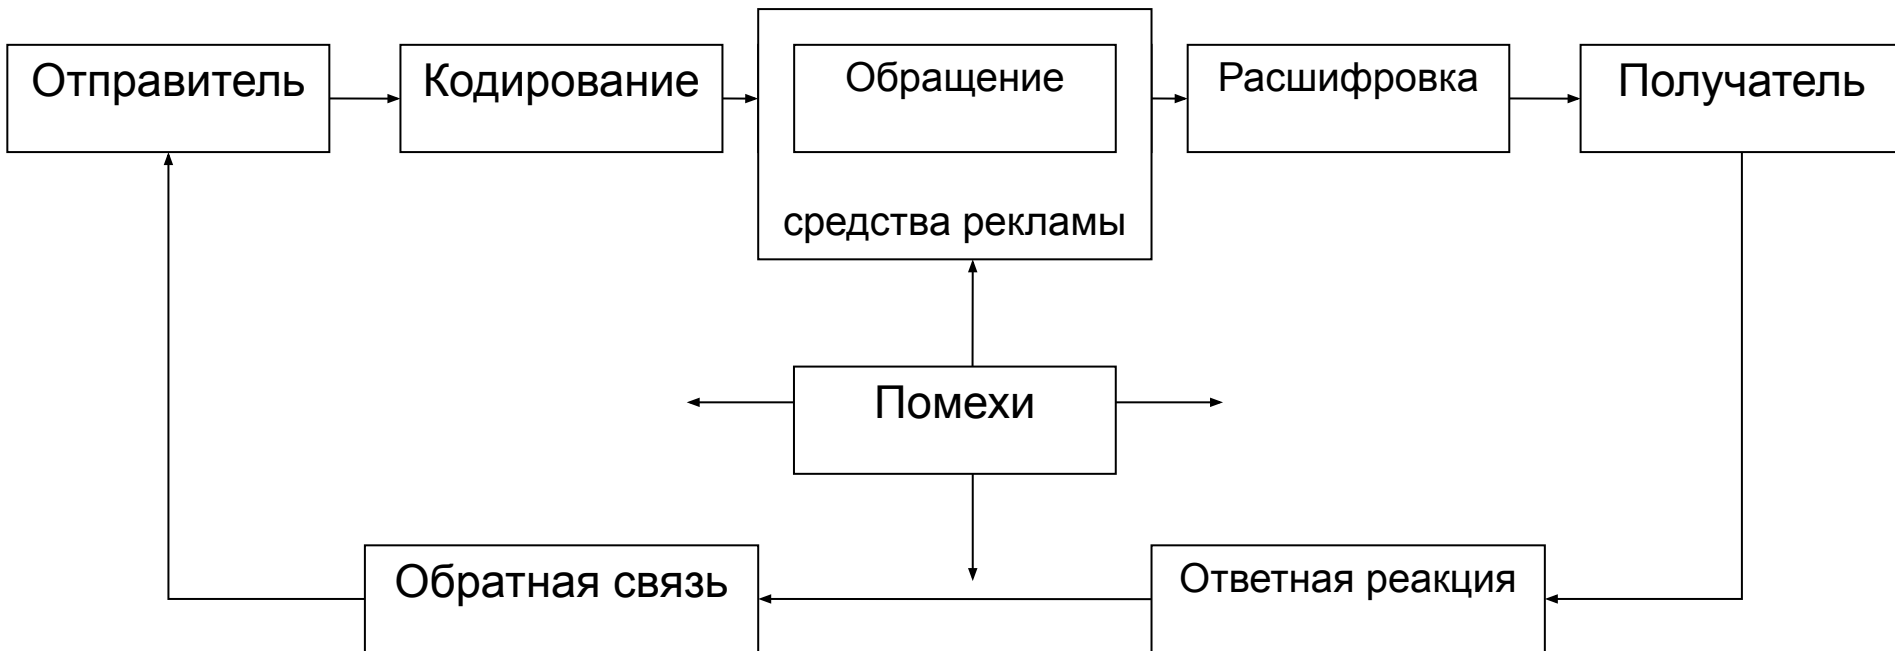 Отправитель
Кодирование
Обращение
средства рекламы
Расшифровка
Получатель
Помехи
Обратная связь
Ответная реакция